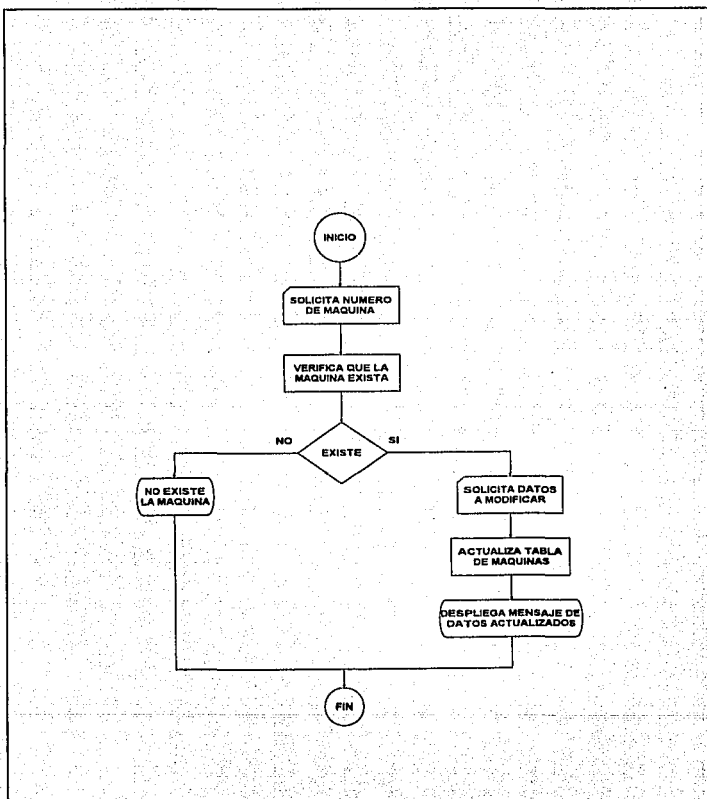 INICIO
SOLICITA NUMERO
DE MAQUINA
VERIFICA QUE LA
MAQUINA EXISTA
NO
EXISTE
SI
NO EXISTE
LA MAQUINA
SOLICITA DATOS
A MODIFICAR
ACTUALIZA TABLA
DE MAQUINAS
DESPLIEGA MENSAJE DE
DATOS ACTUALIZADOS
FIN